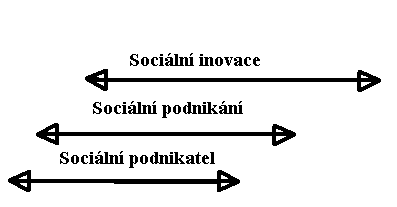 Sociální inovace
Sociální podnikání
Sociální podnikatel